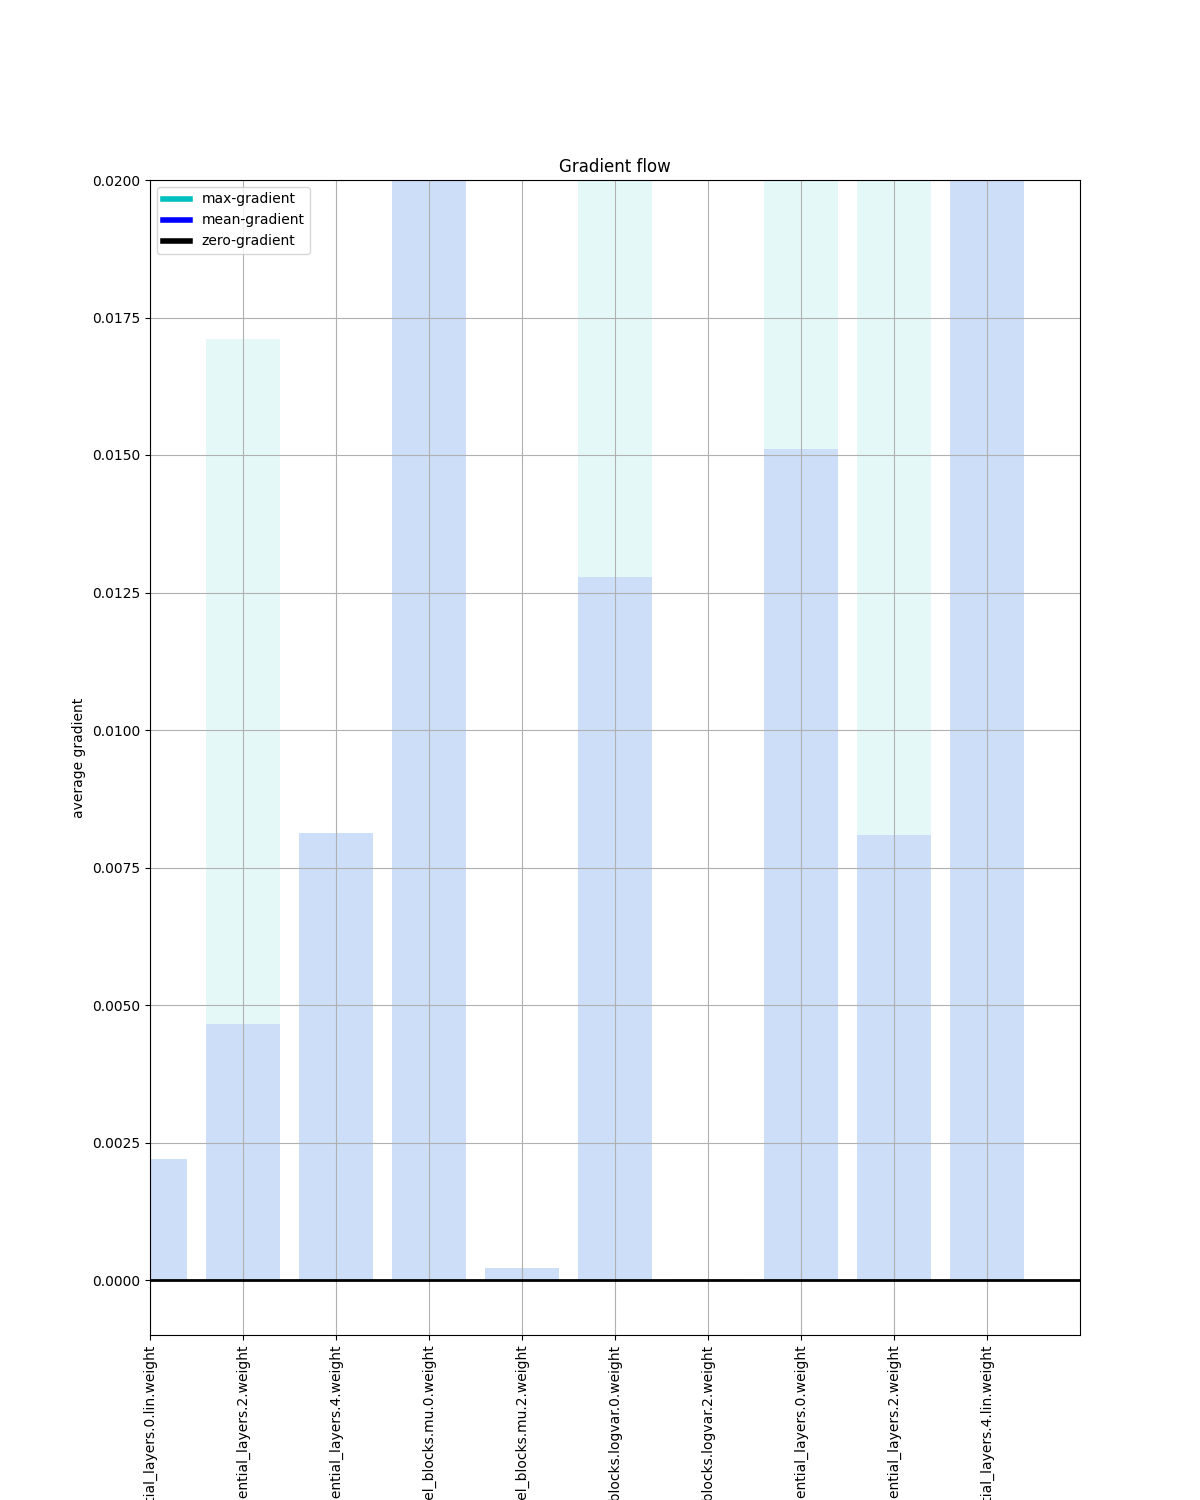 Gradient flow
max-gradient
mean-gradient
zero-gradient
0.0200
0.0175
0.0150
0.0125
0.0100
0.0075
0.0050
0.0025
0.0000
average gradient
tial_layers.0.lin.weight
ential_layers.2.weight
ential_layers.4.weight
el_blocks.mu.0.weight
el_blocks.mu.2.weight
blocks.logvar.0.weight
blocks.logvar.2.weight
ential_layers.0.weight
ential_layers.2.weight
tial_layers.4.lin.weight